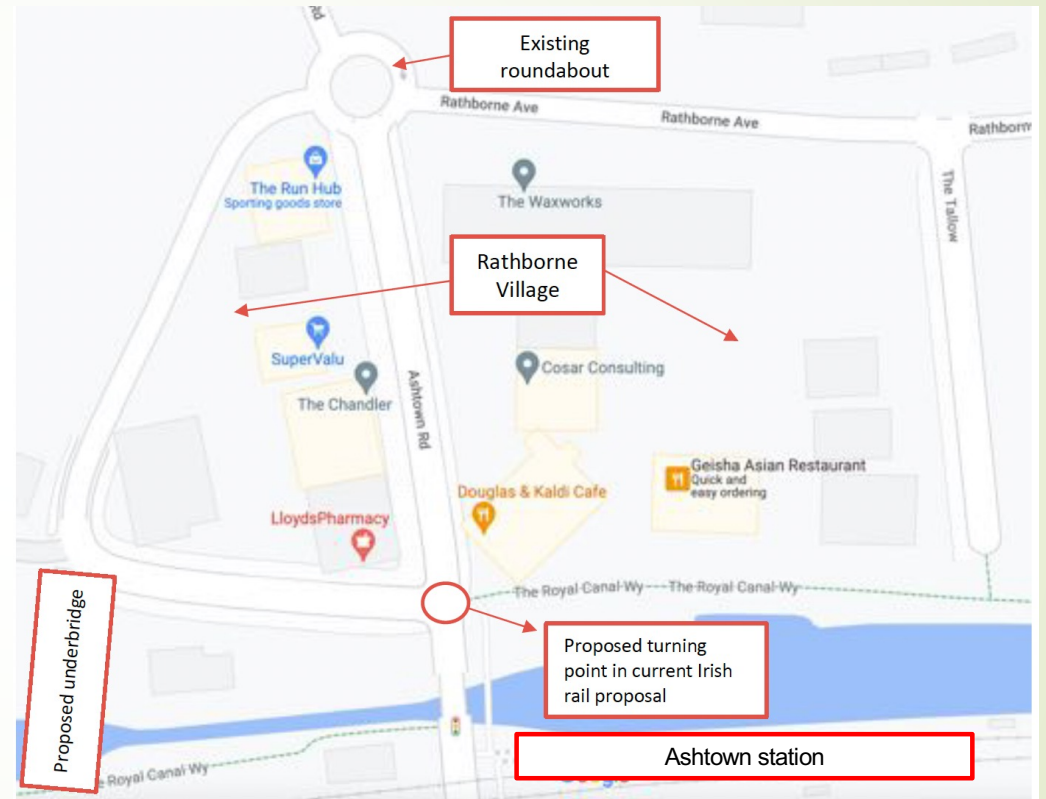 Rd
Existing
roundabout
Rathborne Ave
Rathborne Ave
Rathborn
The Run Hub
Sporting goods store
The Waxworks
The Tallow
Rathborne
Village
SuperValu
The Chandler
Ashtown Rd
Cosar Consulting
Geisha Asian Restaurant
Quick and
easy ordering
Douglas & Kaldi Cafe
LloydsPharmacy
The Royal Canal Wy
The Royal Canal Wy
Proposed underbridge
Proposed turning
point in current Irish
rail proposal
Ashtown station
e Royal Canal Wy